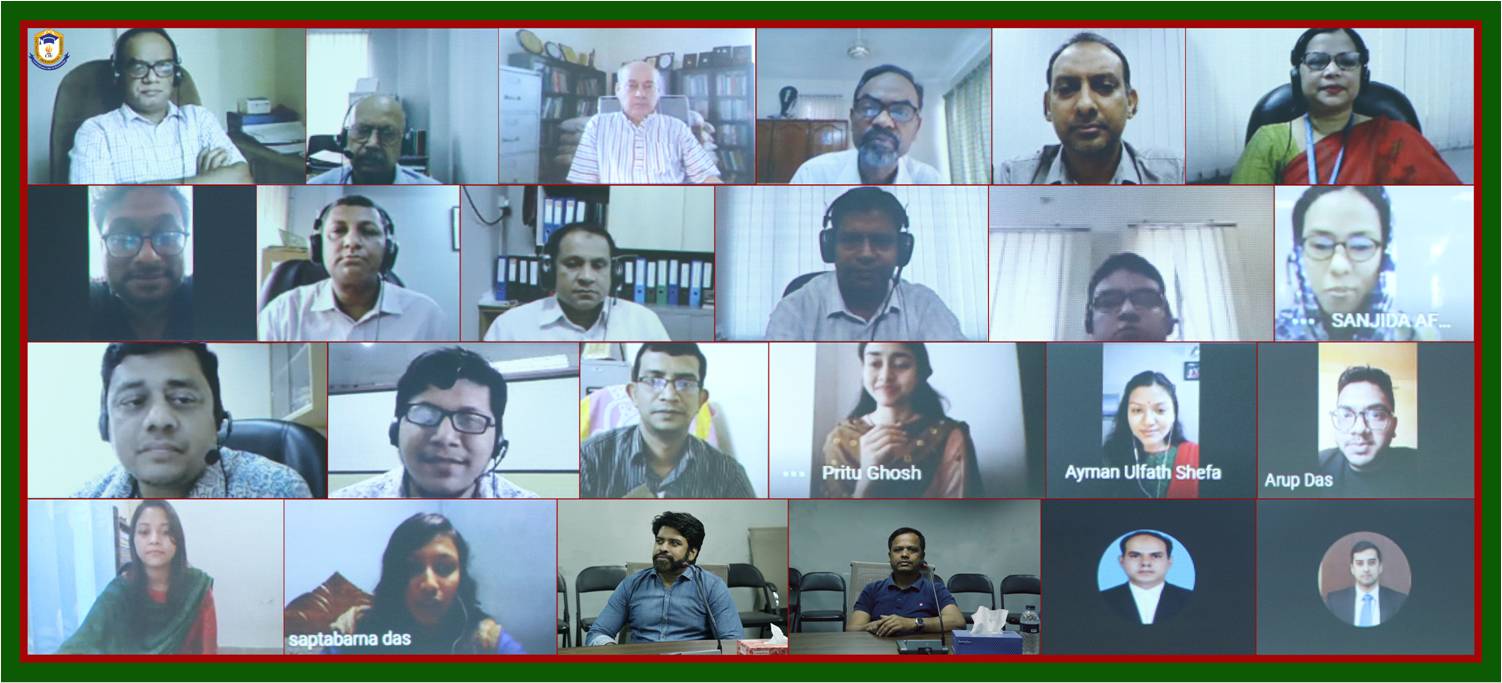 SANJIDA AF...
Pritu Ghosh
Ayman Ulfath Shefa
Arup Das
saptabarna das